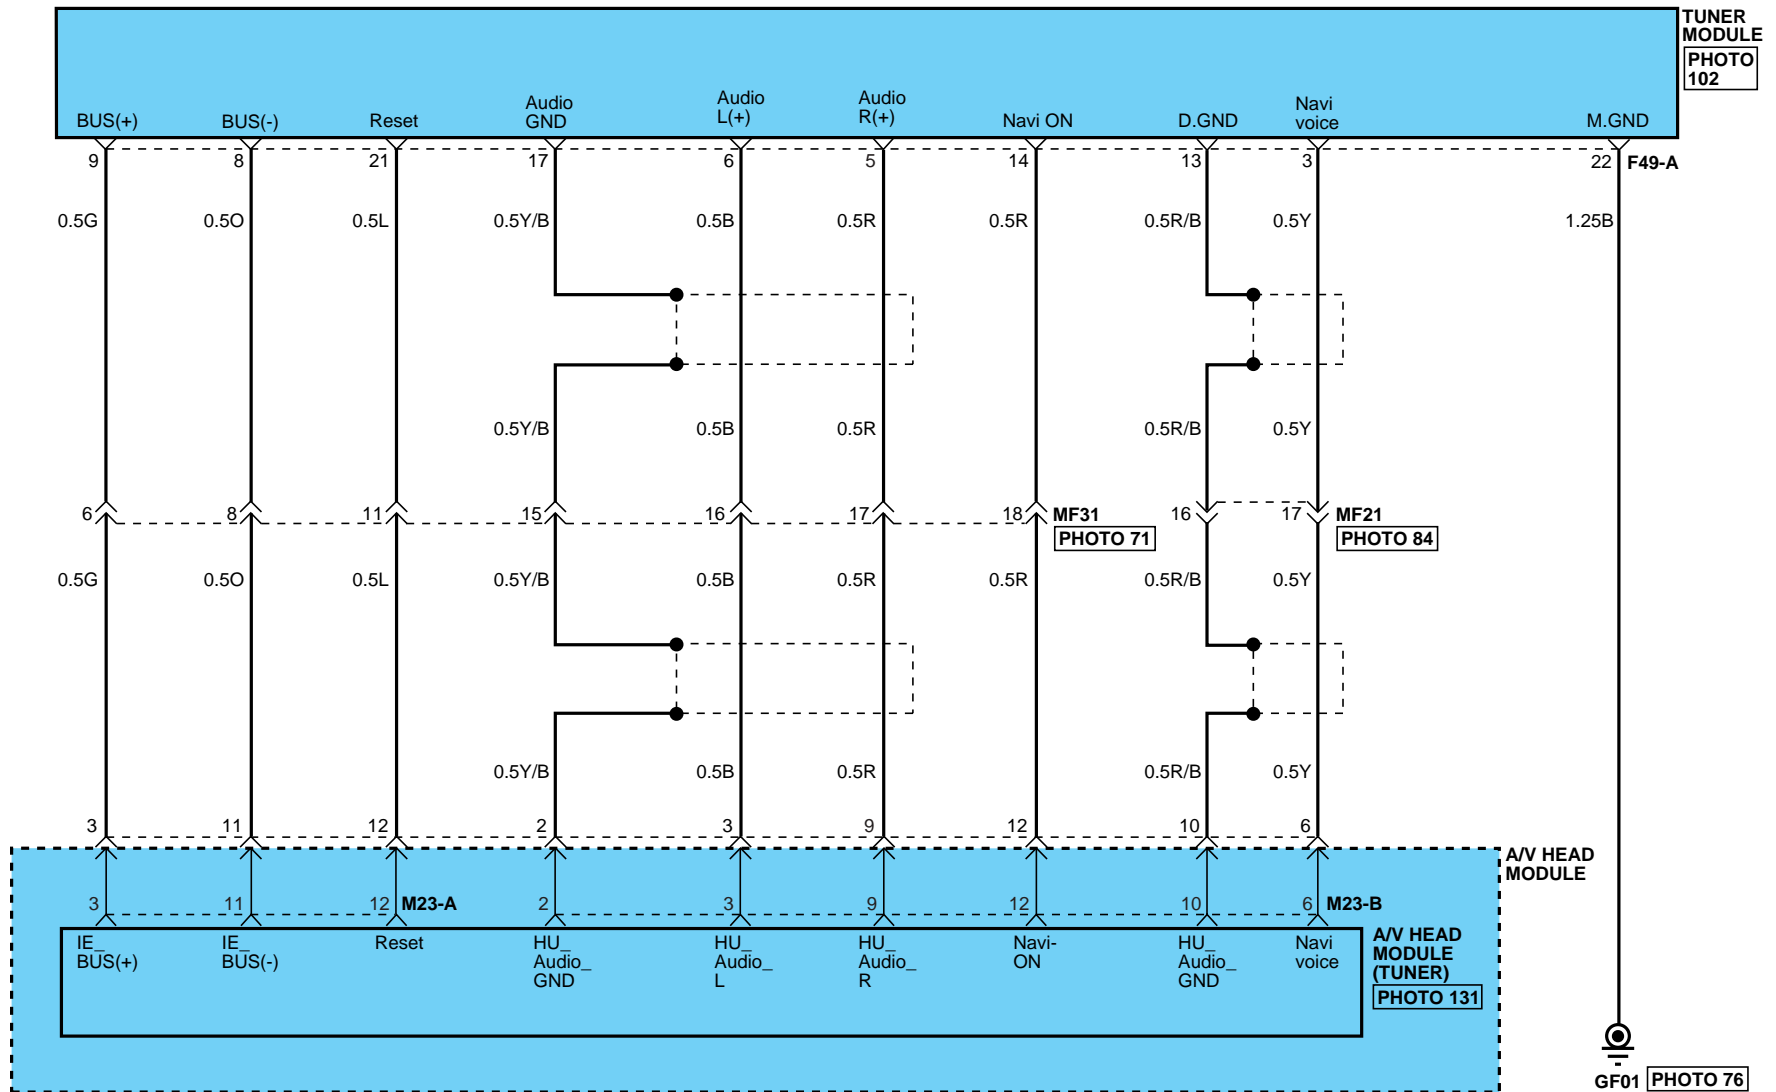 TUNER
MODULE
PHOTO
102
BUS(+)
BUS(-)
Reset
Audio
GND
Audio
L(+)
Audio
R(+)
Navi ON
D.GND
Navi
voice
M.GND
9
8
21
17
6
5
14
13
3
22
F49-A
0.5G
0.5O
0.5L
0.5Y/B
0.5B
0.5R
0.5R
0.5R/B
0.5Y
1.25B
0.5Y/B
0.5B
0.5R
0.5R/B
0.5Y
6
8
11
15
16
17
18
MF31
PHOTO 71
16
17
MF21
PHOTO 84
0.5G
0.5O
0.5L
0.5Y/B
0.5B
0.5R
0.5R
0.5R/B
0.5Y
0.5Y/B
0.5B
0.5R
0.5R/B
0.5Y
3
11
12
2
3
9
12
10
6
A/V HEAD
MODULE
3
11
12
M23-A
2
3
9
12
10
6
M23-B
IE_
BUS(+)
IE_
BUS(-)
Reset
HU_
Audio_
GND
HU_
Audio_
L
HU_
Audio_
R
Navi-
ON
HU_
Audio_
GND
Navi
voice
A/V HEAD
MODULE
(TUNER)
PHOTO 131
GF01
PHOTO 76